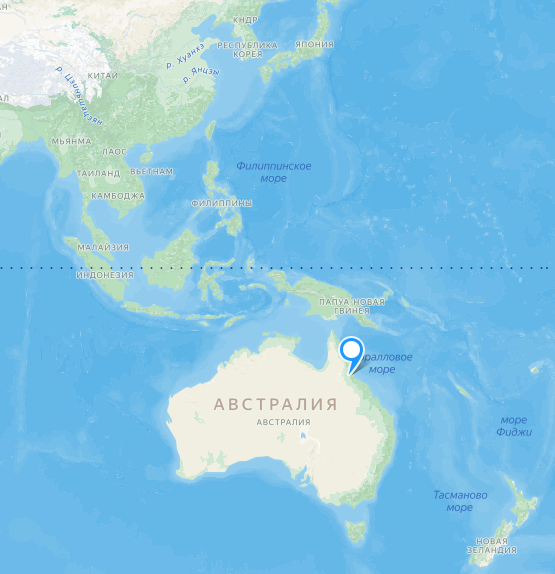 КНДР
РЕСПУБЛИКА
КОРЕЯ
ЯПОНИЯ
р. Хуанхэ
р. Янцзы
КИТАЙ
р. Цзиньшацзян
АЛ
МЬЯНМА
ЛАОС
ТАИЛАНД
ВЬЕТНАМ
КАМБОДЖА
Филиппинское
море
ФИЛИППИНЫ
МАЛАЙЗИЯ
ИНДОНЕЗИЯ
ПАПУА НОВАЯ
ГВИНЕЯ
ралловое
море
АВСТРАЛИЯ
АВСТРАЛИЯ
море
Фиджи
Тасманово
море
НОВАЯ
ЗЕЛАНДИЯ